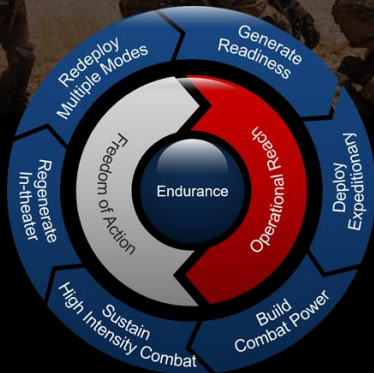 Generate
Readiness
Deploy
Expeditionary
Build
Combat Power
Sustain
High Intensity Combat
Regenerate
In-theater
Redeploy
Multiple Modes
Freedom of Action
Operational Reach
Endurance